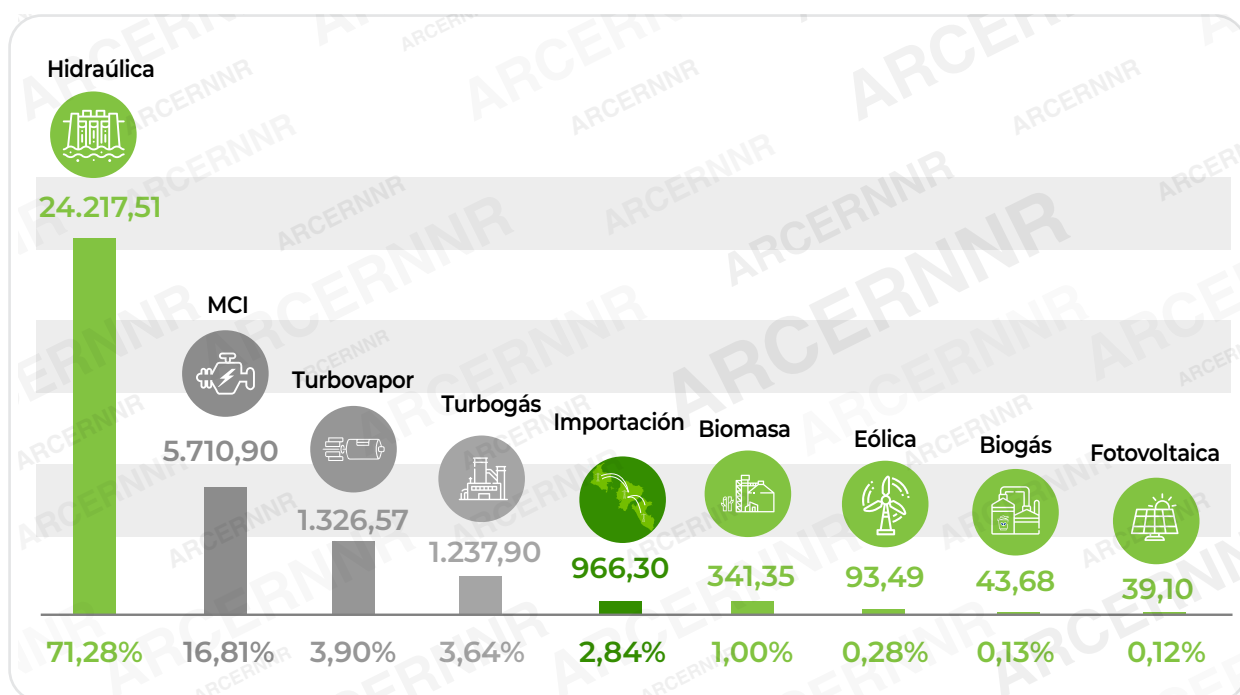 Hidraúlica
24.217,51
71,28%
MCI
5.710,90
16,81%
Turbovapor
1.326,57
3,90%
Turbogás
1.237,90
3,64%
Importación
966,30
2,84%
Biomasa
341,35
1,00%
Eólica
93,49
0,28%
Biogás
43,68
0,13%
Fotovoltaica
39,10
0,12%
ARCERNNR